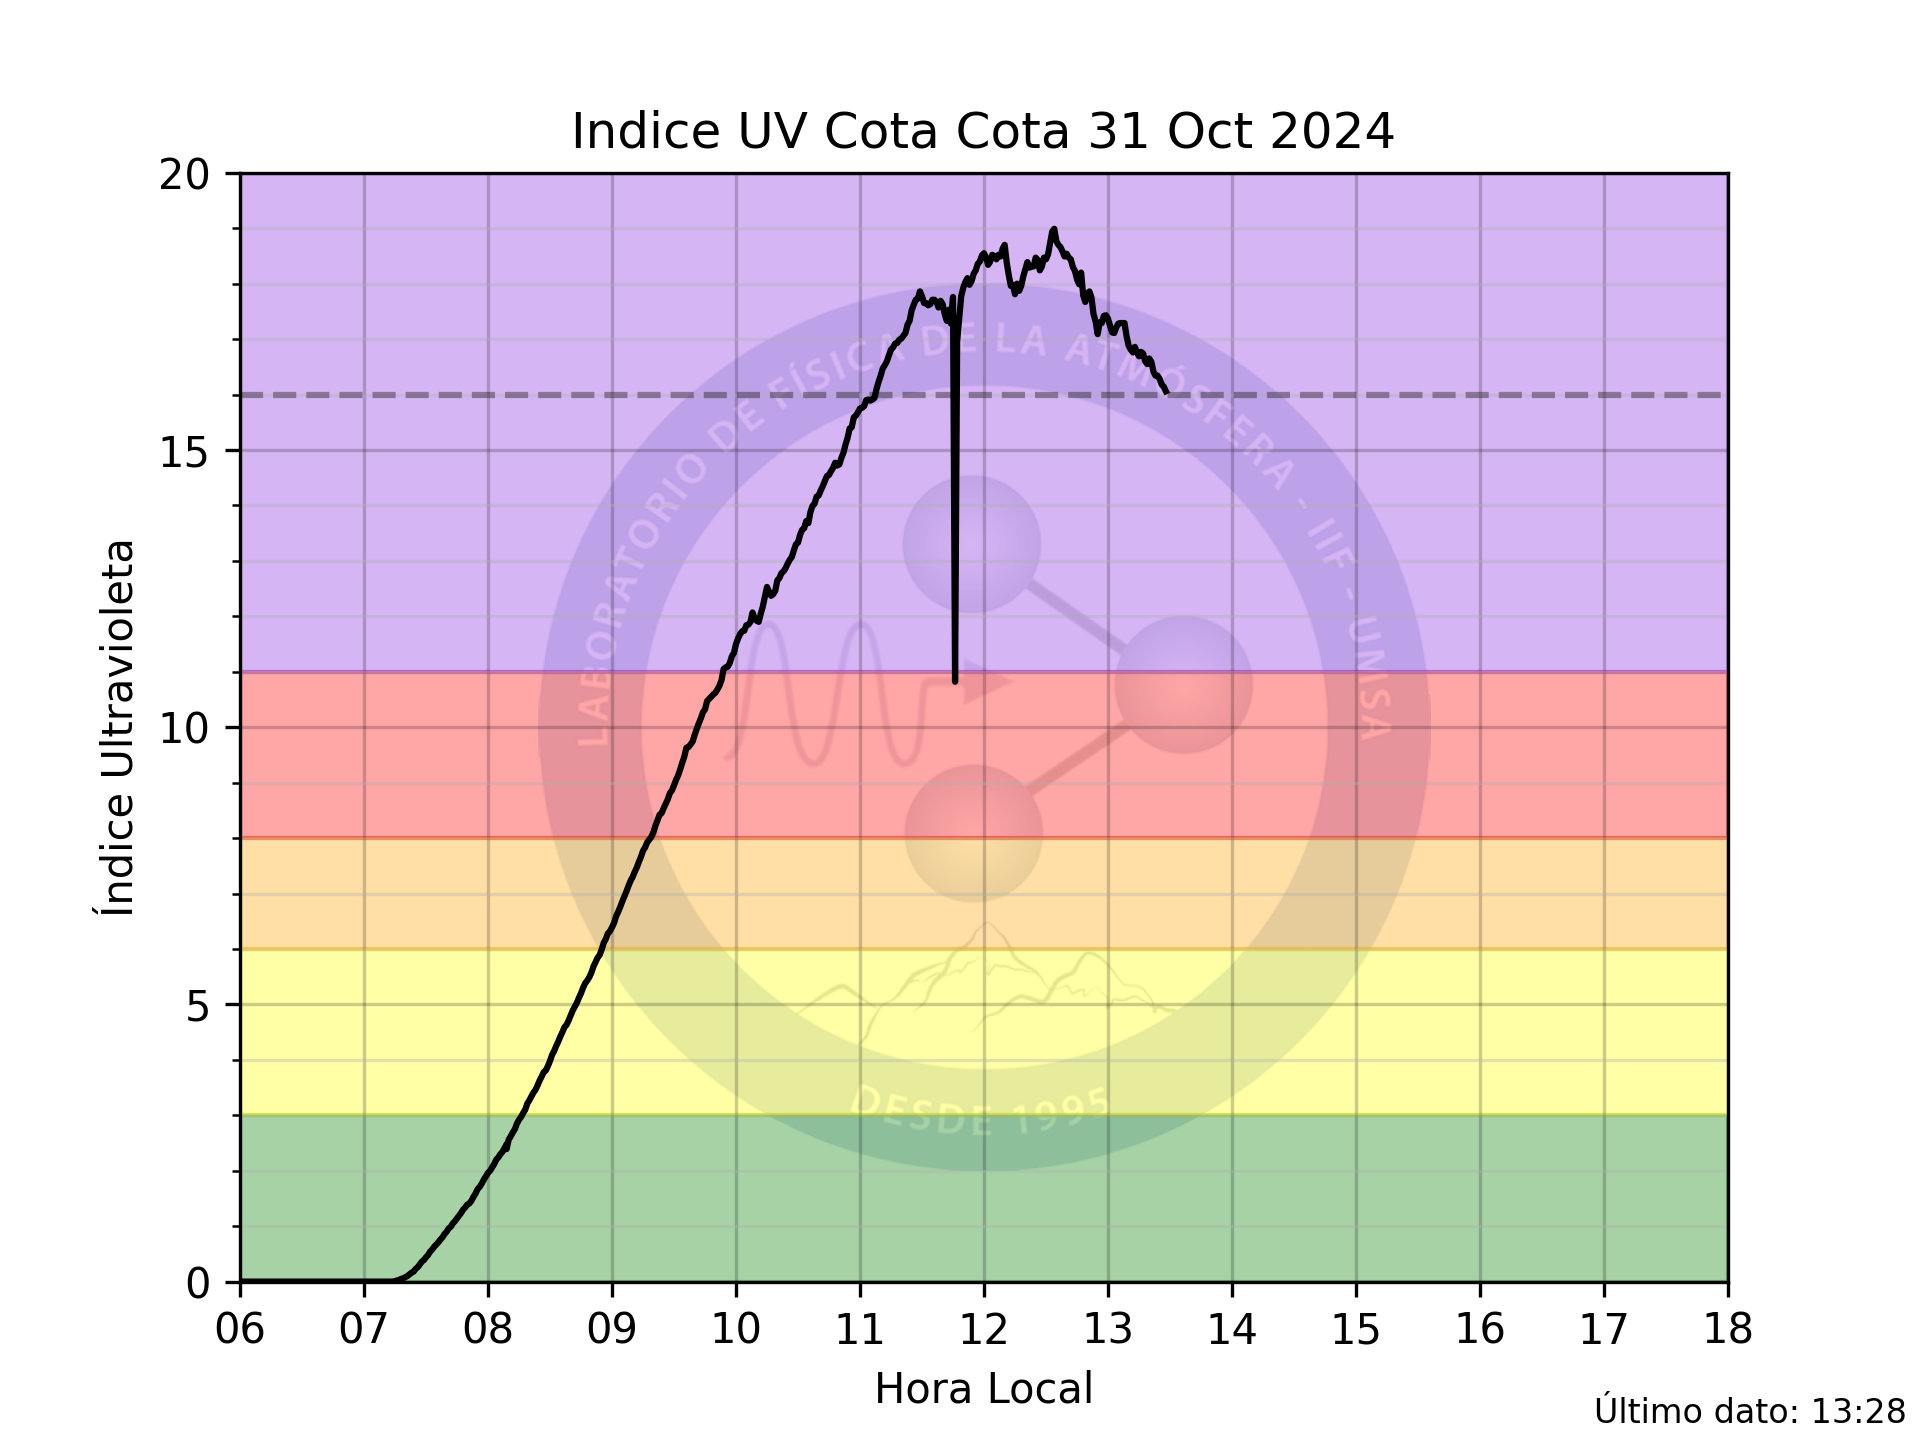 Indice UV Cota Cota 31 Oct 2024
20
15
10
5
0
Índice Ultravioleta
LABORATORIO DE FÍSICA DE LA ATMÓSFERA - IIF - UMSA
DESDE 1995
06 07 08 09 10 11 12 13 14 15 16 17 18
Hora Local
Último dato: 13:28